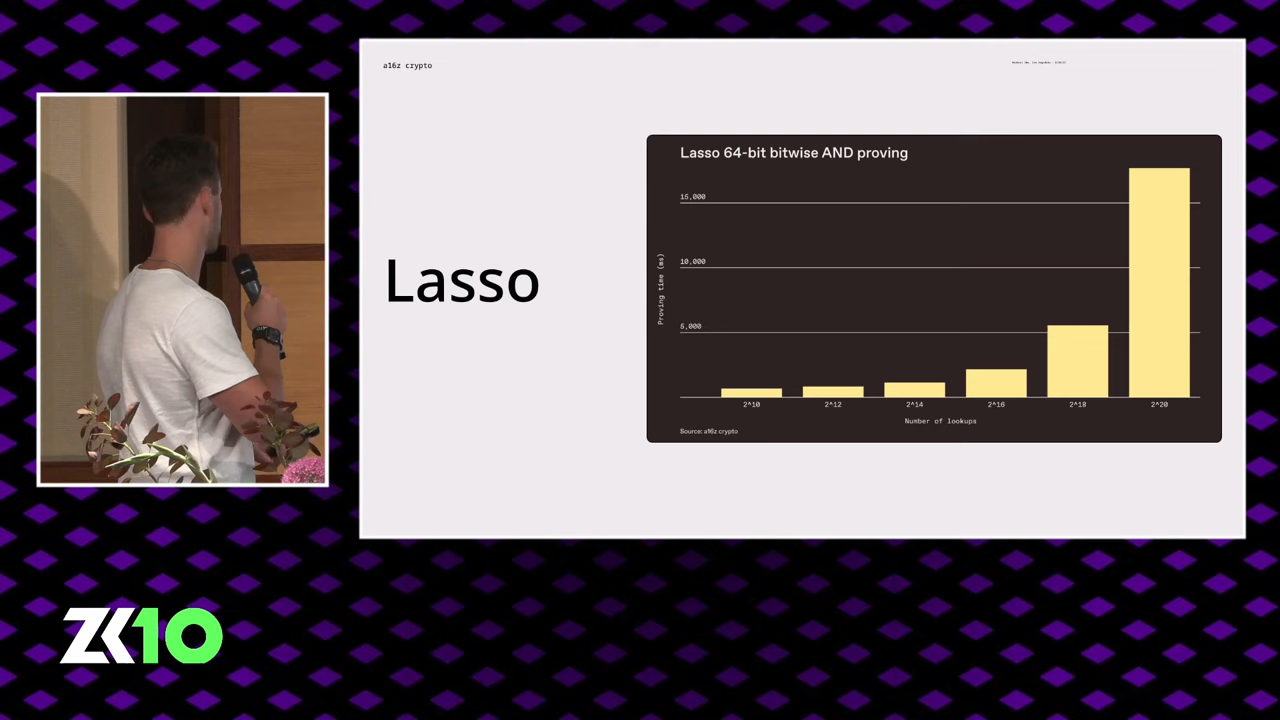 a16z crypto
Lasso
Lasso 64-bit bitwise AND proving
15,000
10,000
5,000
Proving time (ms)
2^10
2^12
2^14
2^16
2^18
2^20
Number of lookups
Source: a16z crypto
ZK10